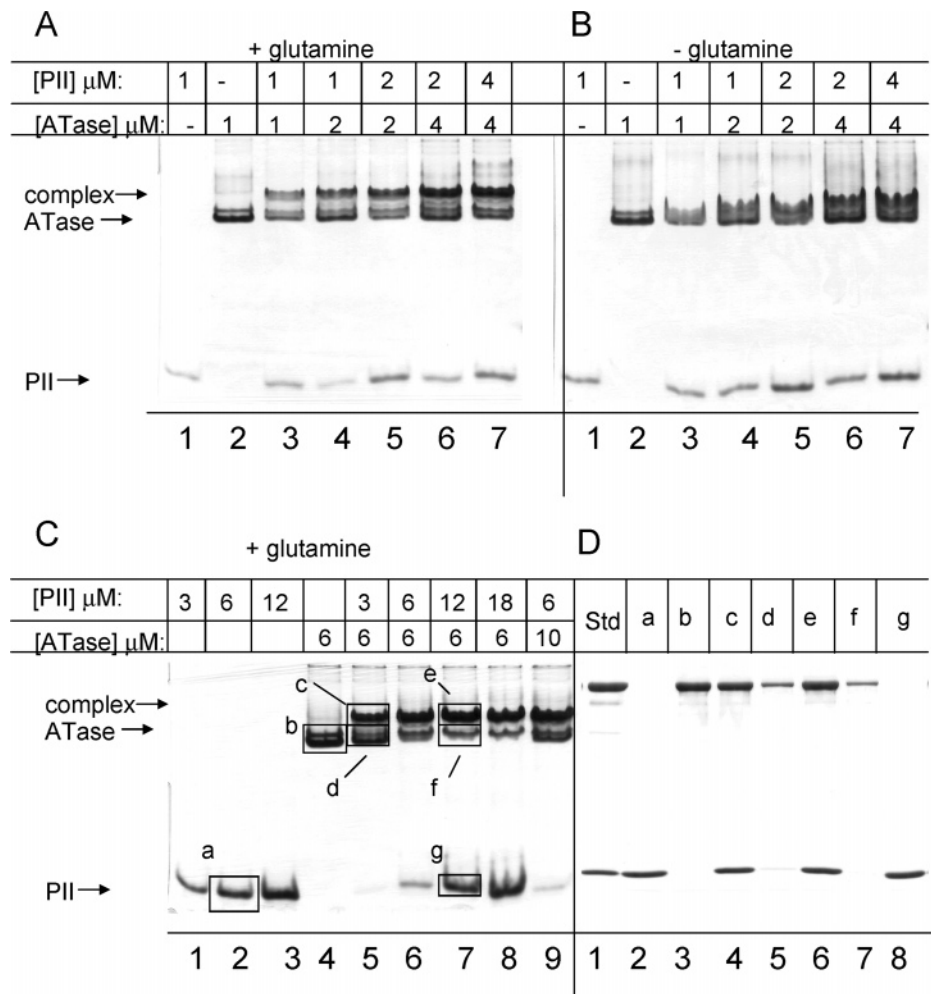 A
B
+ glutamine
- glutamine
[PII] μM: 1 - 1 1 2 2 4 1 - 1 1 2 2 4
[ATase] μM: - 1 1 2 2 4 4 - 1 1 2 2 4 4
complex
ATase
PII
1 2 3 4 5 6 7 1 2 3 4 5 6 7
C
D
+ glutamine
[PII] μM: 3 6 12 3 6 12 18 6
[ATase] μM: 6 6 6 6 6 10
Std a b c d e f g
complex
ATase
c
e
b
d
f
a
g
PII
1 2 3 4 5 6 7 8 9 1 2 3 4 5 6 7 8